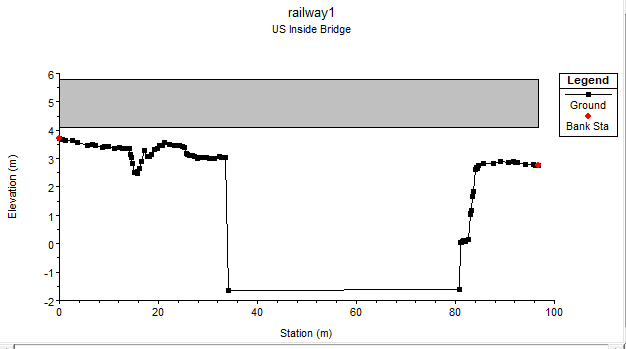 railway1
US Inside Bridge
Legend
Ground
Bank Sta
Elevation (m)
6
5
4
3
2
1
0
-1
-2
0
20
40
60
80
100
Station (m)